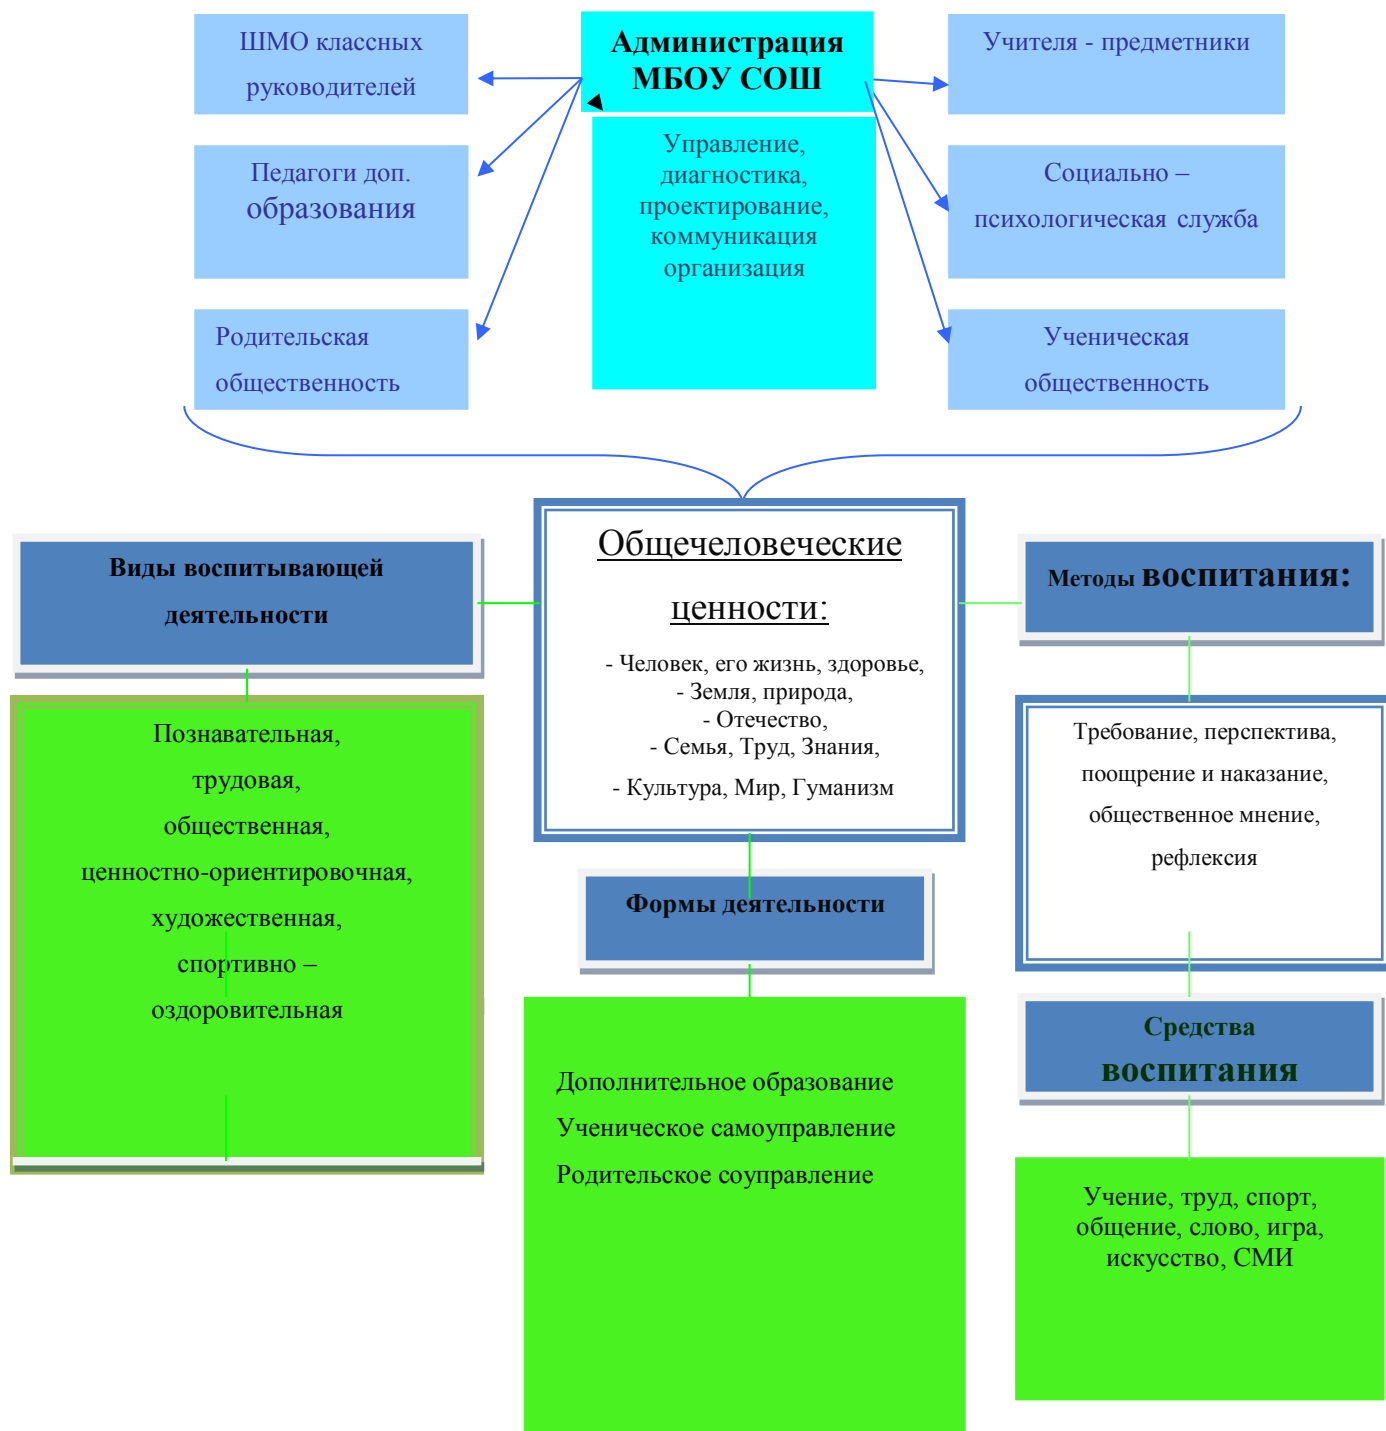 ШМО классных
руководителей
Администрация
МБОУ СОШ
Учителя - предметники
Педагоги доп.
образования
Управление,
диагностика,
проектирование,
коммуникация
организация
Социально –
психологическая служба
Родительская
общественность
Ученическая
общественность
Виды воспитывающей
деятельности
Общечеловеческие
ценности:
- Человек, его жизнь, здоровье,
- Земля, природа,
- Отечество,
- Семья, Труд, Знания,
- Культура, Мир, Гуманизм
Методы воспитания:
Познавательная,
трудовая,
общественная,
ценностно-ориентировочная,
художественная,
спортивно –
оздоровительная
Требование, перспектива,
поощрение и наказание,
общественное мнение,
рефлексия
Формы деятельности
Дополнительное образование
Ученическое самоуправление
Родительское соуправление
Средства
воспитания
Учение, труд, спорт,
общение, слово, игра,
искусство, СМИ